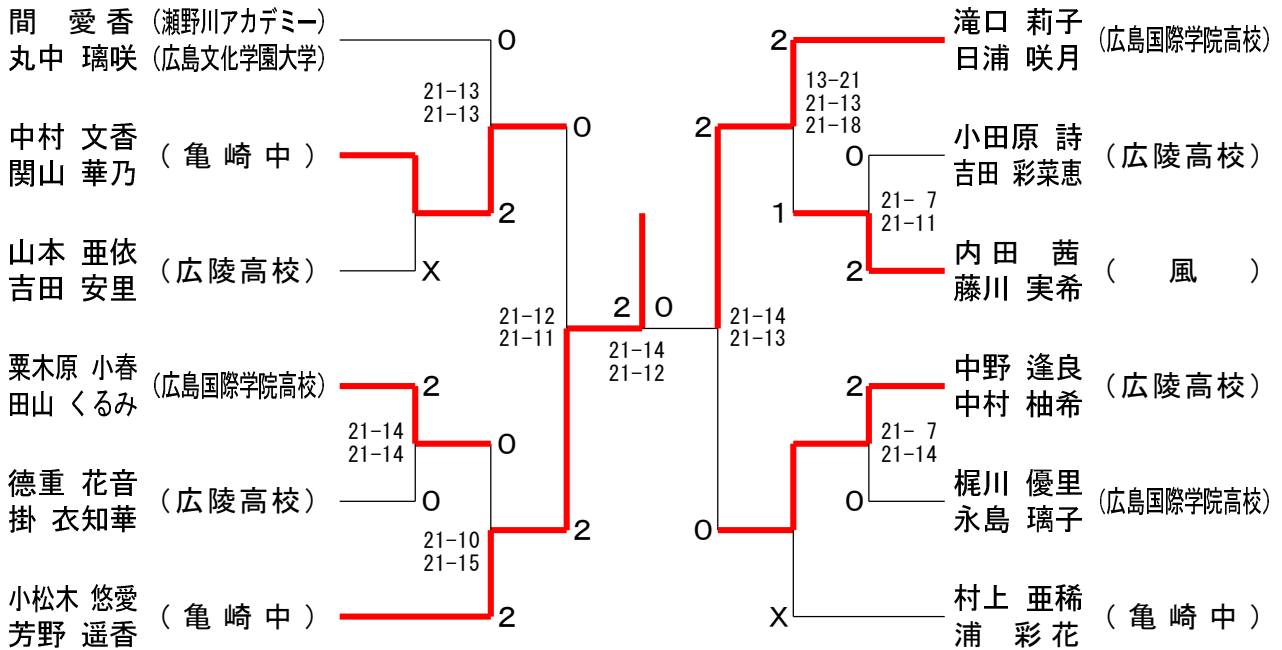 間 愛香 (瀬野川アカデミー)
丸中 璃咲 (広島文化学園大学)
0
21-13
21-13
中村 文香
関山 華乃
(亀崎中)
0
2
山本 亜依
吉田 安里
(広陵高校)
X
21-12
21-11
栗木原 小春
田山 くるみ
(広島国際学院高校)
2
21-14
21-14
0
徳重 花音
掛 衣知華
(広陵高校)
0
21-10
21-15
2
小松木 悠愛
芳野 遥香
(亀崎中)
2
2 0
21-14
21-12
2
滝口 莉子
日浦 咲月
(広島国際学院高校)
13-21
21-13
21-18
2
小田原 詩
吉田 彩菜恵
(広陵高校)
0
21- 7
21-11
1
内田 茜
藤川 実希
(風)
2
21-14
21-13
中野 逢良
中村 柚希
(広陵高校)
2
21- 7
21-14
梶川 優里
永島 璃子
(広島国際学院高校)
0
0
村上 亜稀
浦 彩花
(亀崎中)
X